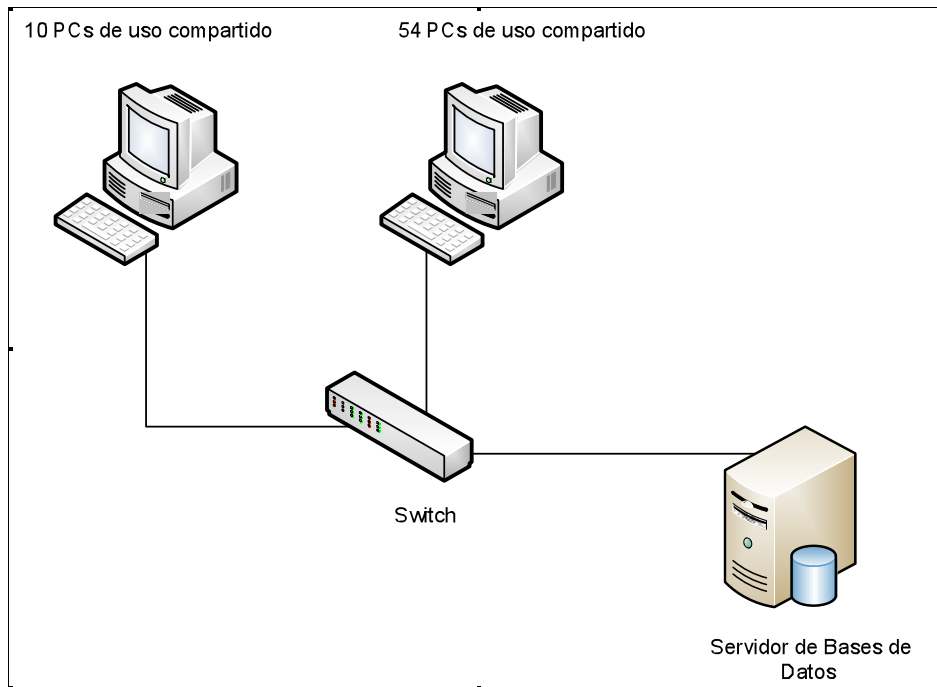 10 PCs de uso compartido
54 PCs de uso compartido
Switch
Servidor de Bases de
Datos